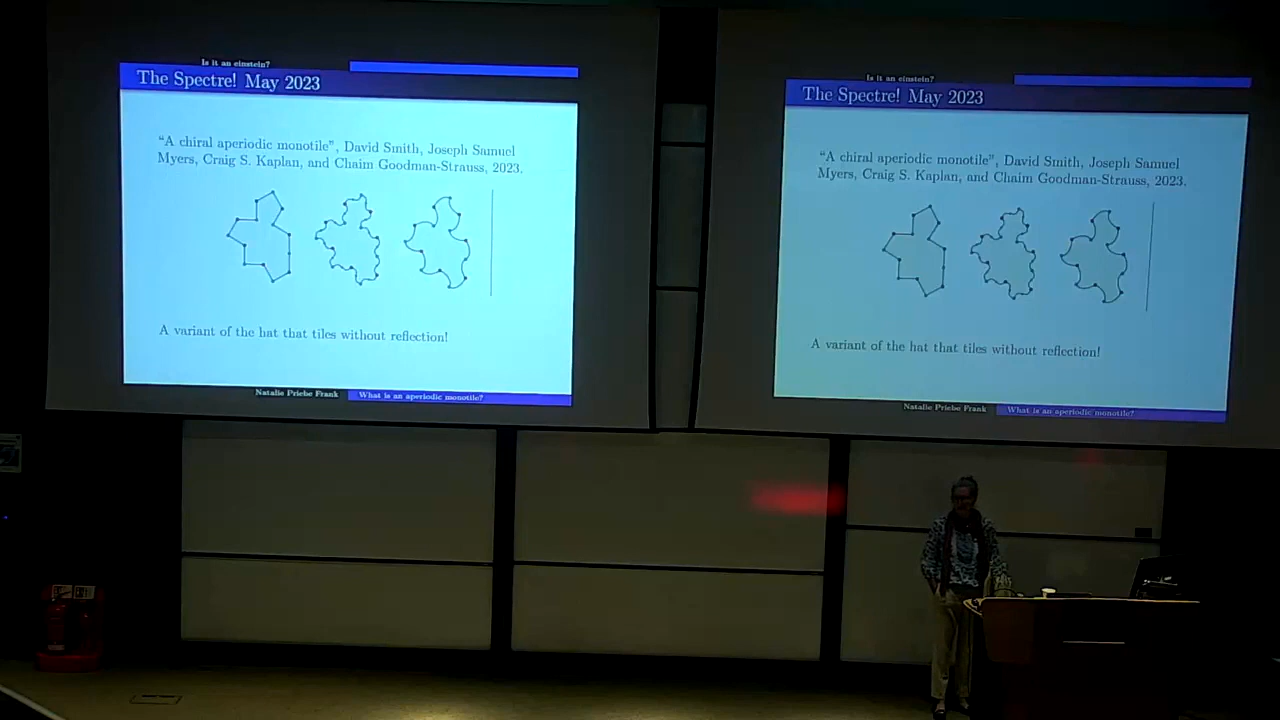 Is it an einstein?
The Spectre! May 2023
“A chiral aperiodic monotile”, David Smith, Joseph Samuel
Myers, Craig S. Kaplan, and Chaim Goodman-Strauss, 2023.
A variant of the hat that tiles without reflection!
Natalie Priebe Frank
What is an aperiodic monotile?
Is it an einstein?
The Spectre! May 2023
“A chiral aperiodic monotile”, David Smith, Joseph Samuel
Myers, Craig S. Kaplan, and Chaim Goodman-Strauss, 2023.
A variant of the hat that tiles without reflection!
Natalie Priebe Frank
What is an aperiodic monotile?